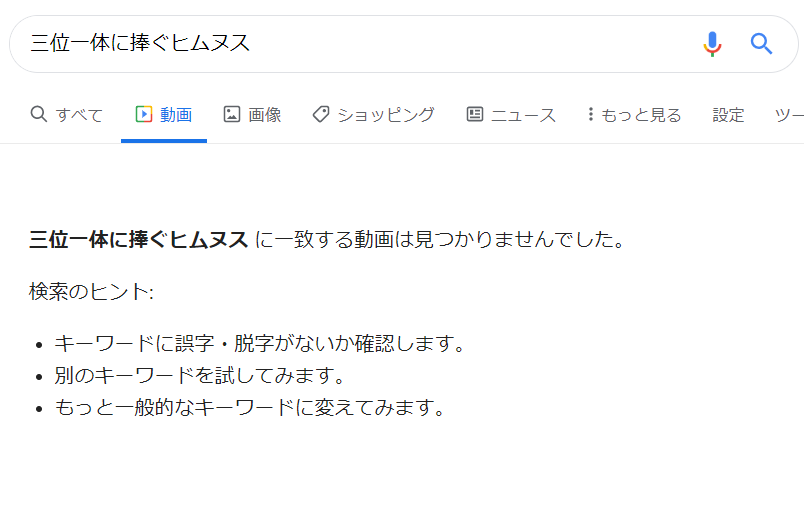 三位一体に捧ぐヒムヌス
すべて 動画 画像 ショッピング ニュース もっと見る 設定 ツー
三位一体に捧ぐヒムヌス に一致する動画は見つかりませんでした。
検索のヒント:
• キーワードに誤字・脱字がないか確認します。
• 別のキーワードを試してみます。
• もっと一般的なキーワードに変えてみます。